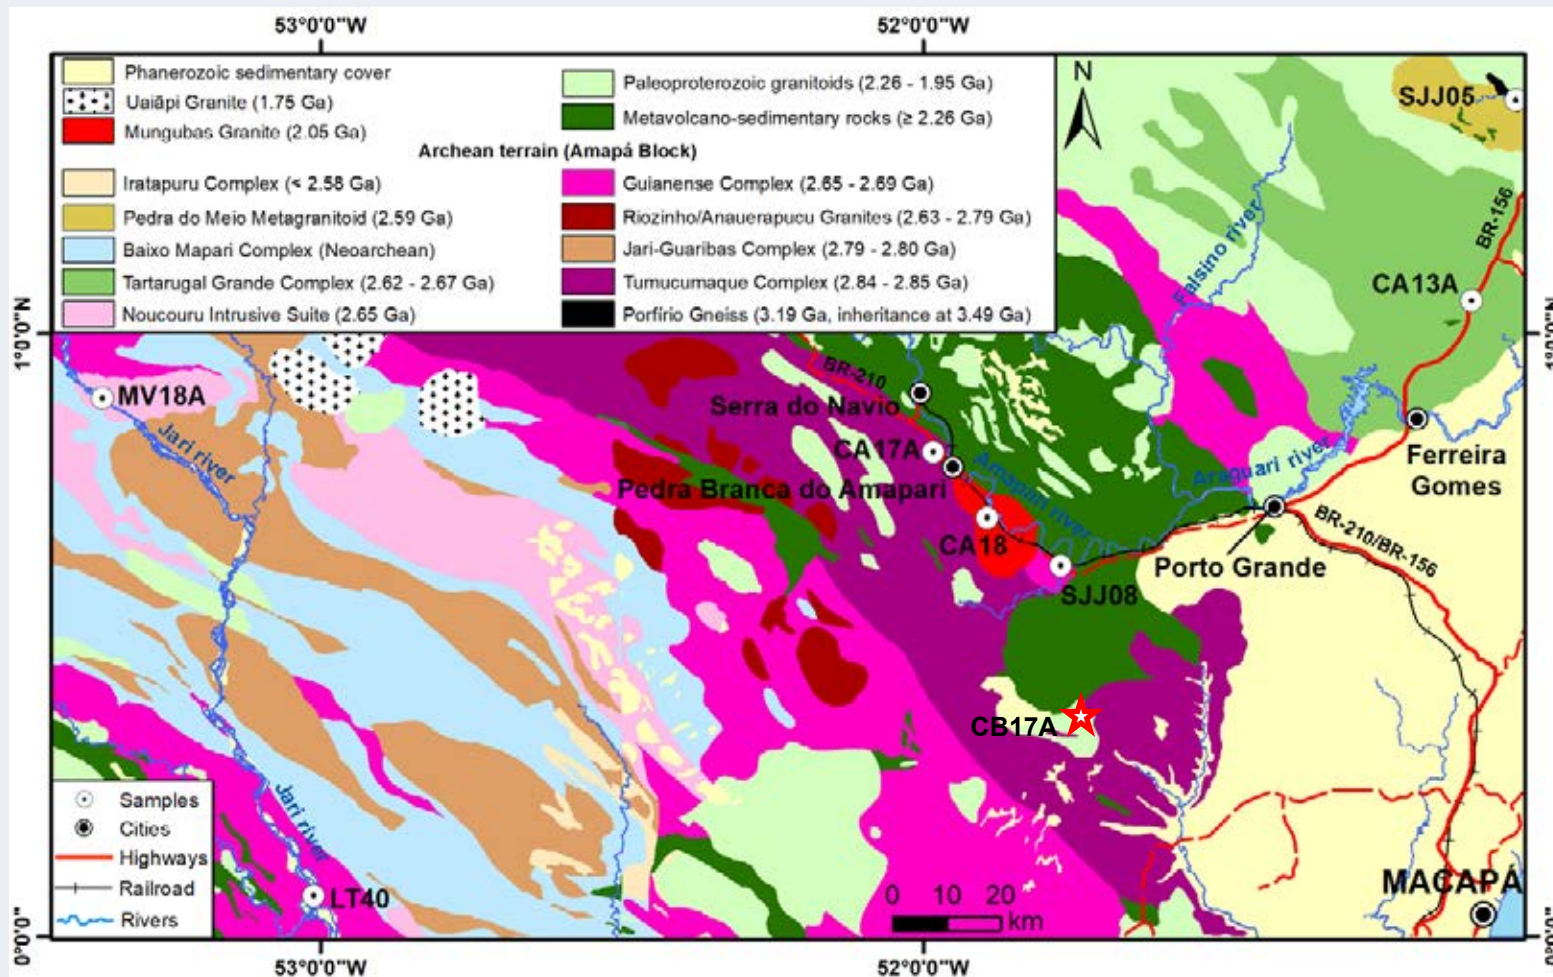 53°0'0"W
52°0'0"W
Phanerozoic sedimentary cover
Uaiãpi Granite (1.75 Ga)
Mungubas Granite (2.05 Ga)
Paleoproterozoic granitoids (2.26 - 1.95 Ga)
Metavolcano-sedimentary rocks (≥ 2.26 Ga)
Archean terrain (Amapá Block)
Iratapuru Complex (< 2.58 Ga)
Pedra do Meio Metagranitoid (2.59 Ga)
Baixo Mapari Complex (Neoarchean)
Tartarugal Grande Complex (2.62 - 2.67 Ga)
Noucouru Intrusive Suite (2.65 Ga)
Guianense Complex (2.65 - 2.69 Ga)
Riozinho/Anauerapucu Granites (2.63 - 2.79 Ga)
Jari-Guaribas Complex (2.79 - 2.80 Ga)
Tumucumaque Complex (2.84 - 2.85 Ga)
Porfírio Gneiss (3.19 Ga, inheritance at 3.49 Ga)
N
SJJ05
BR-156
Falsino river
CA13A
1°0'0"N
1°0'0"N
MV18A
Jari river
BR-210
Serra do Navio
CA17A
Pedra Branca do Amapari
Amapari river
CA18
SJJ08
Araguari river
Ferreira
Gomes
Porto Grande
BR-210/BR-156
CB17A
Jari river
LT40
MACAPÁ
Samples
Cities
Highways
Railroad
Rivers
0 10 20
km
0°0'0"
0°0'0"
53°0'0"W
52°0'0"W